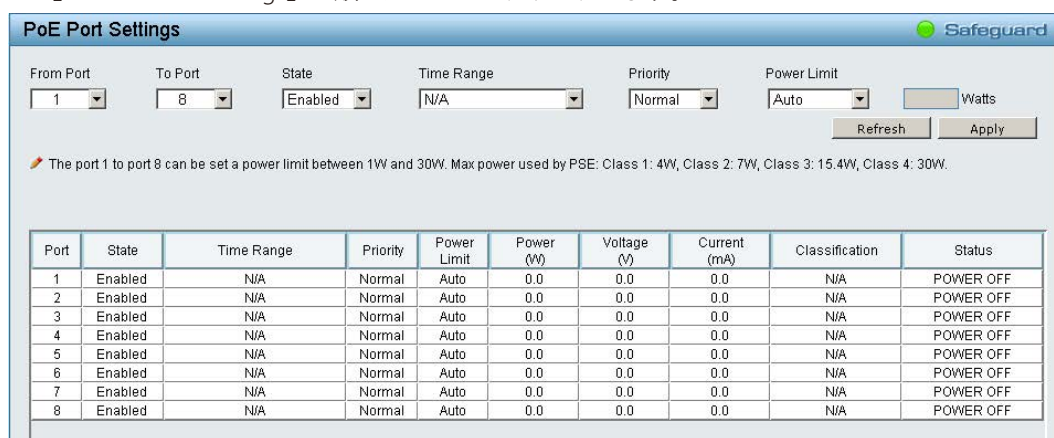 PoE Port Settings Safeguard
From Port To Port State Time Range Priority Power Limit
1 8 Enabled N/A Normal Auto Watts
Refresh Apply
The port 1 to port 8 can be set a power limit between 1W and 30W. Max power used by PSE: Class 1: 4W, Class 2: 7W, Class 3: 15.4W, Class 4: 30W.
Port State Time Range Priority Power Limit Power (W) Voltage (V) Current (mA) Classification Status
1 Enabled N/A Normal Auto 0.0 0.0 0.0 N/A POWER OFF
2 Enabled N/A Normal Auto 0.0 0.0 0.0 N/A POWER OFF
3 Enabled N/A Normal Auto 0.0 0.0 0.0 N/A POWER OFF
4 Enabled N/A Normal Auto 0.0 0.0 0.0 N/A POWER OFF
5 Enabled N/A Normal Auto 0.0 0.0 0.0 N/A POWER OFF
6 Enabled N/A Normal Auto 0.0 0.0 0.0 N/A POWER OFF
7 Enabled N/A Normal Auto 0.0 0.0 0.0 N/A POWER OFF
8 Enabled N/A Normal Auto 0.0 0.0 0.0 N/A POWER OFF